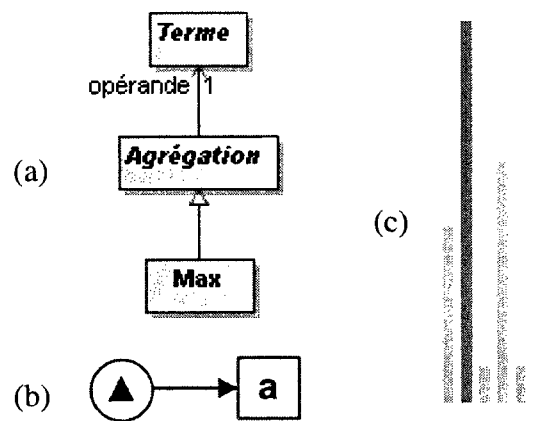 Terme
opérande 1
Agrégation
(a)
(c)
Max
(b)
a